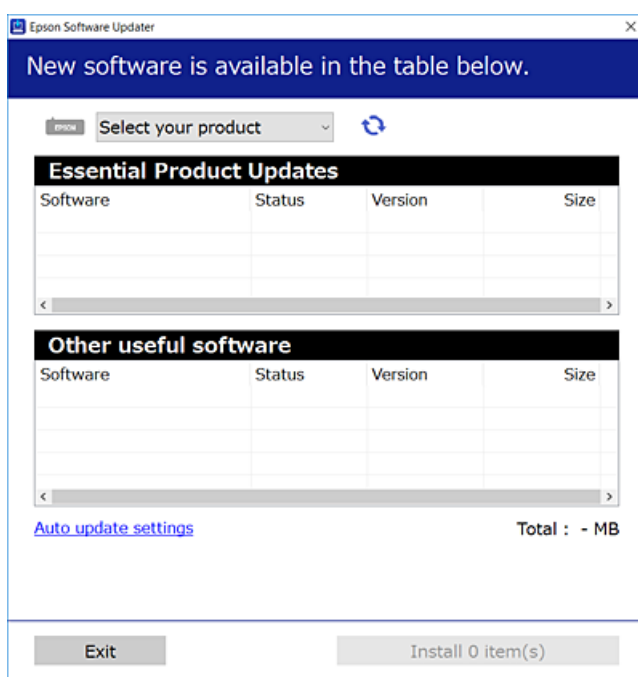 Epson Software Updater
New software is available in the table below.
EPSON Select your product
Essential Product Updates
Software Status Version Size
Other useful software
Software Status Version Size
Auto update settings Total : - MB
Exit Install 0 item(s)